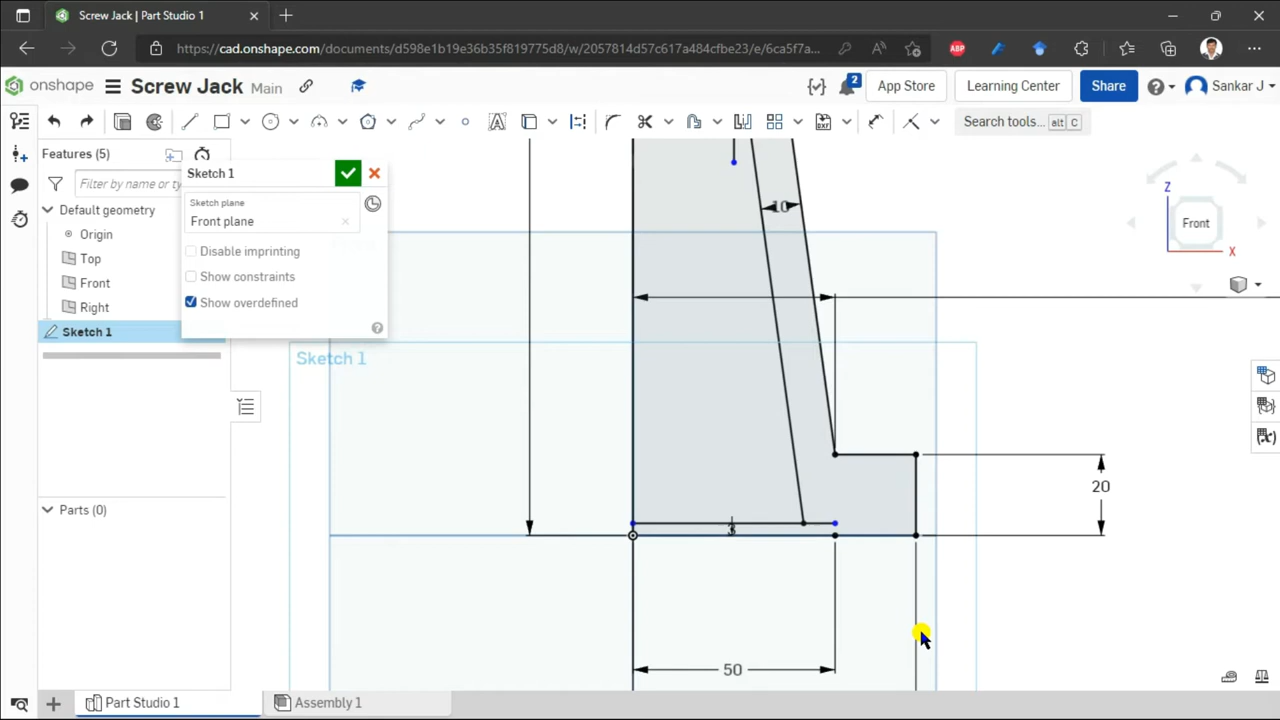 Screw Jack | Part Studio 1
https://cad.onshape.com/documents/d598e1b19e36b35f819775d8/w/2057814d57c617a484cfbe23/e/6ca5f7a...
ABP
onshape
Screw Jack
Main
2
App Store
Learning Center
Share
Sankar J
Search tools...
alt
C
Features (5)
Filter by name or ty
Default geometry
Origin
Top
Front
Right
Sketch 1
Sketch 1
Sketch plane
Front plane
Disable imprinting
Show constraints
Show overdefined
Sketch 1
10
3
20
50
Z
Front
X
Parts (0)
Part Studio 1
Assembly 1